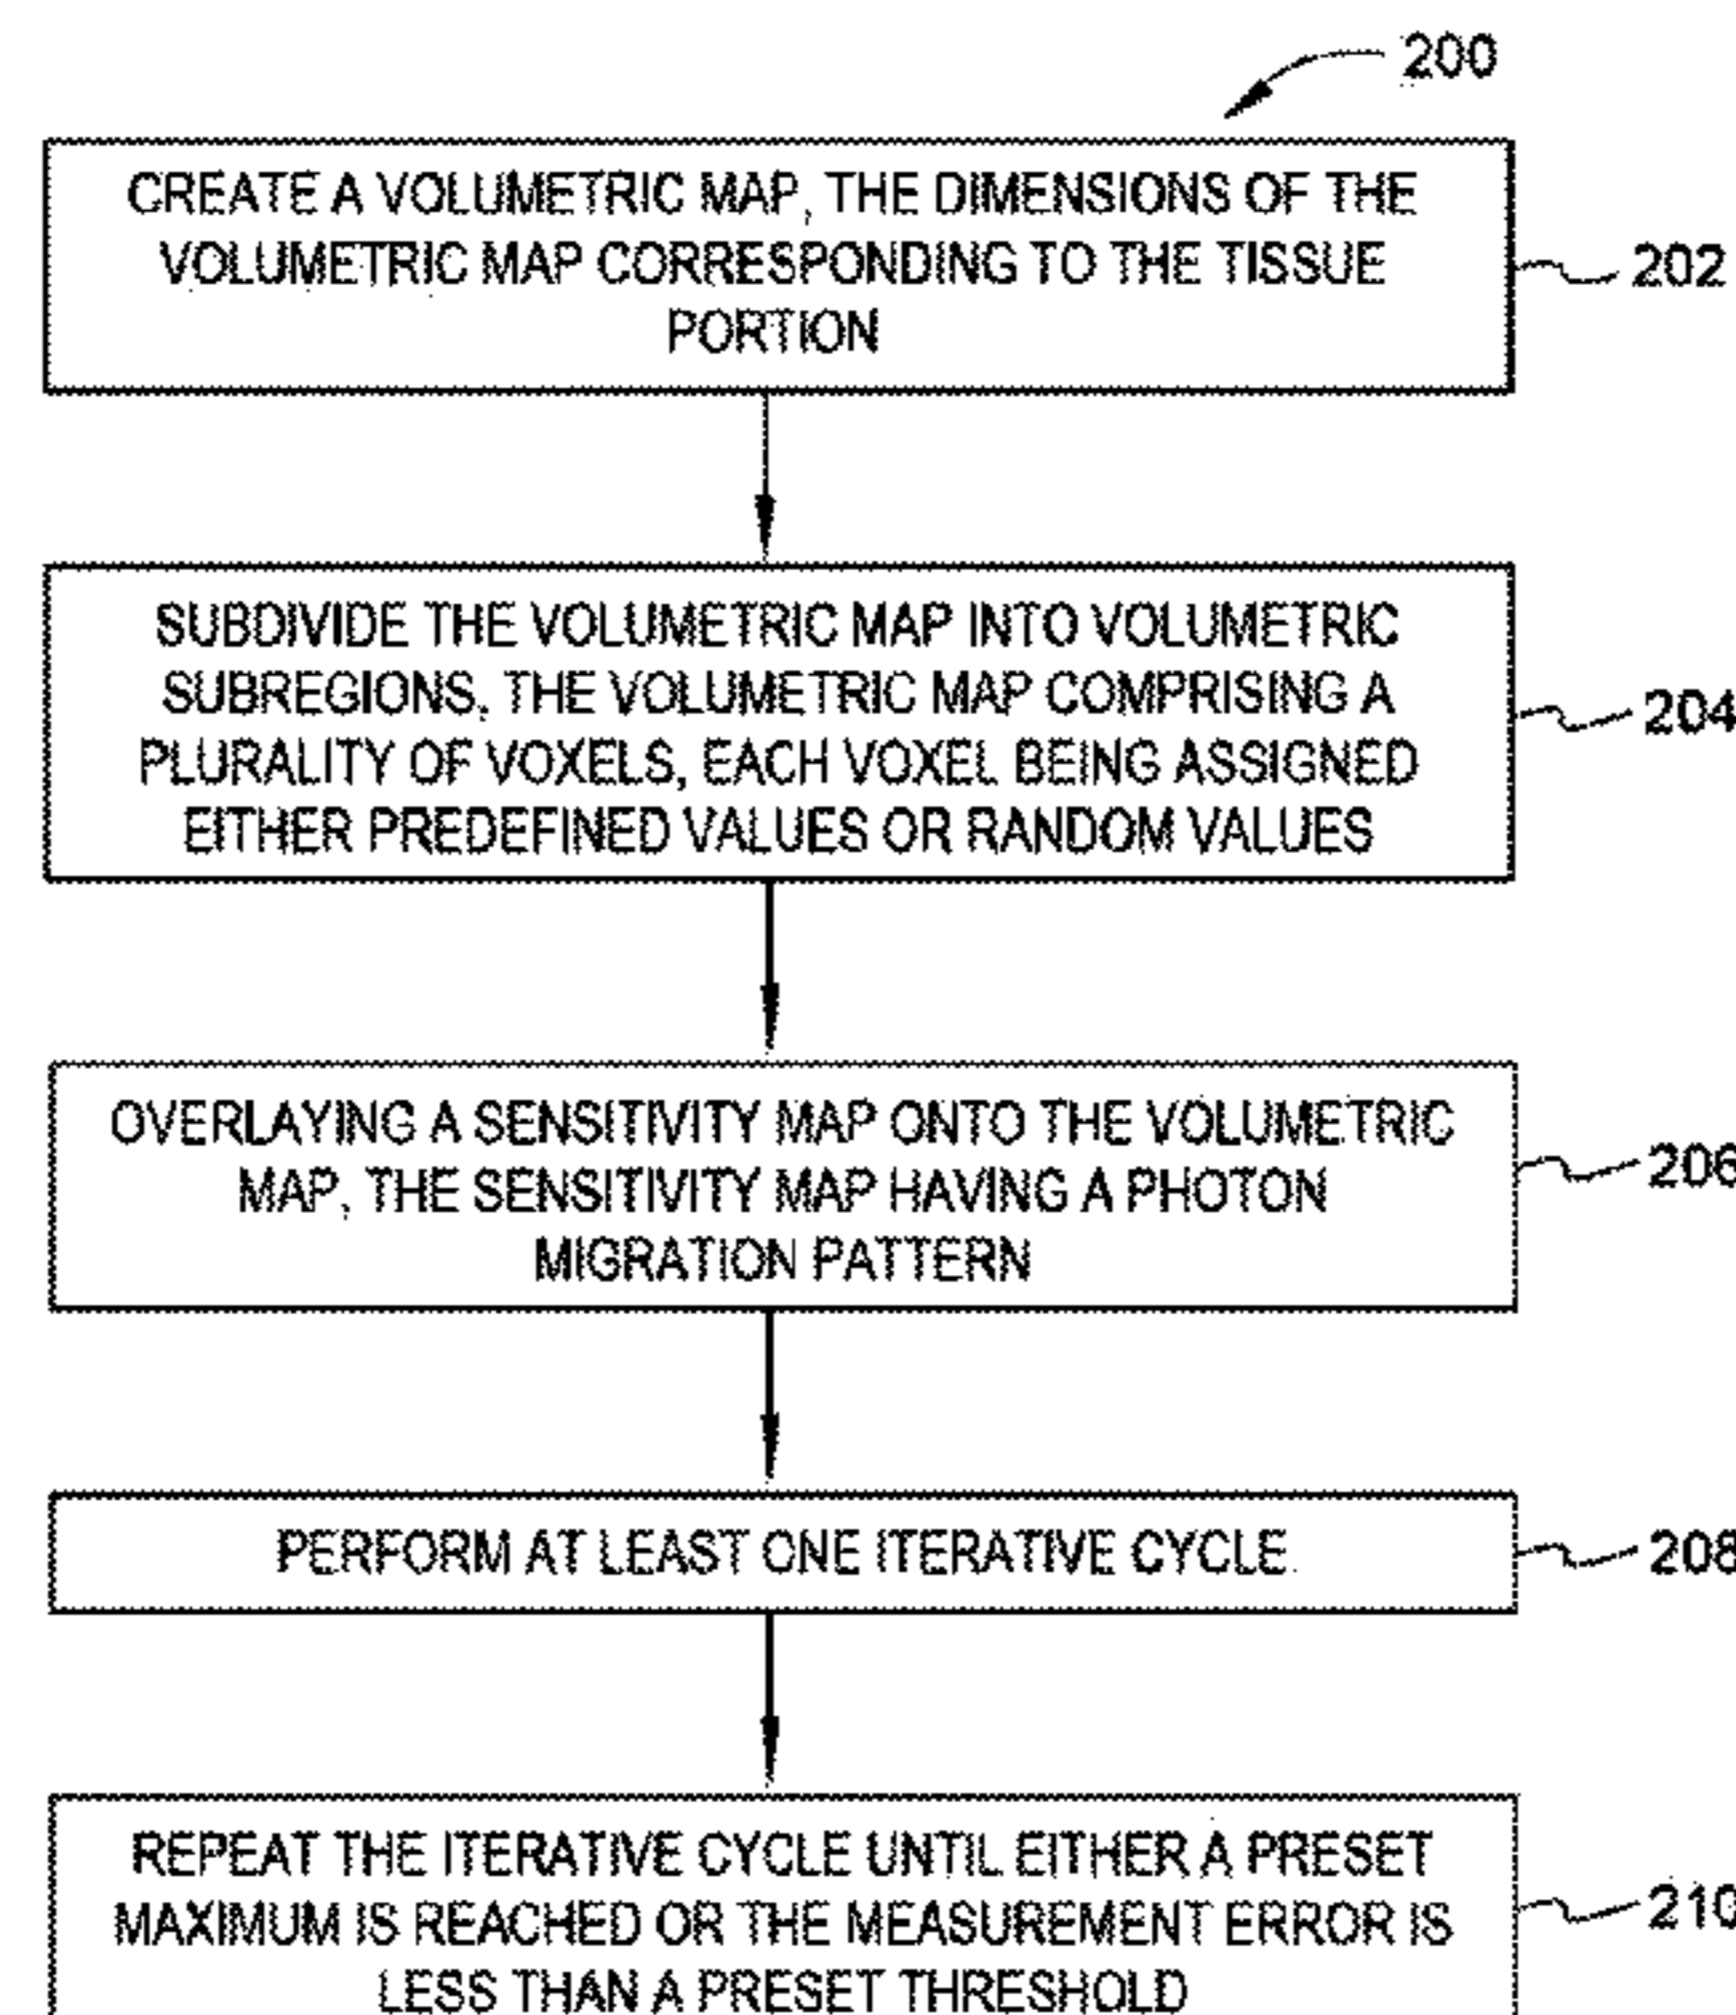 200
CREATE A VOLUMETRIC MAP, THE DIMENSIONS OF THE
VOLUMETRIC MAP CORRESPONDING TO THE TISSUE
PORTION
202
SUBDIVIDE THE VOLUMETRIC MAP INTO VOLUMETRIC
SUBREGIONS, THE VOLUMETRIC MAP COMPRISING A
PLURALITY OF VOXELS, EACH VOXEL BEING ASSIGNED
EITHER PREDEFINED VALUES OR RANDOM VALUES
204
OVERLAYING A SENSITIVITY MAP ONTO THE VOLUMETRIC
MAP, THE SENSITIVITY MAP HAVING A PHOTON
MIGRATION PATTERN
206
PERFORM AT LEAST ONE ITERATIVE CYCLE
208
REPEAT THE ITERATIVE CYCLE UNTIL EITHER A PRESET
MAXIMUM IS REACHED OR THE MEASUREMENT ERROR IS
LESS THAN A PRESET THRESHOLD
210